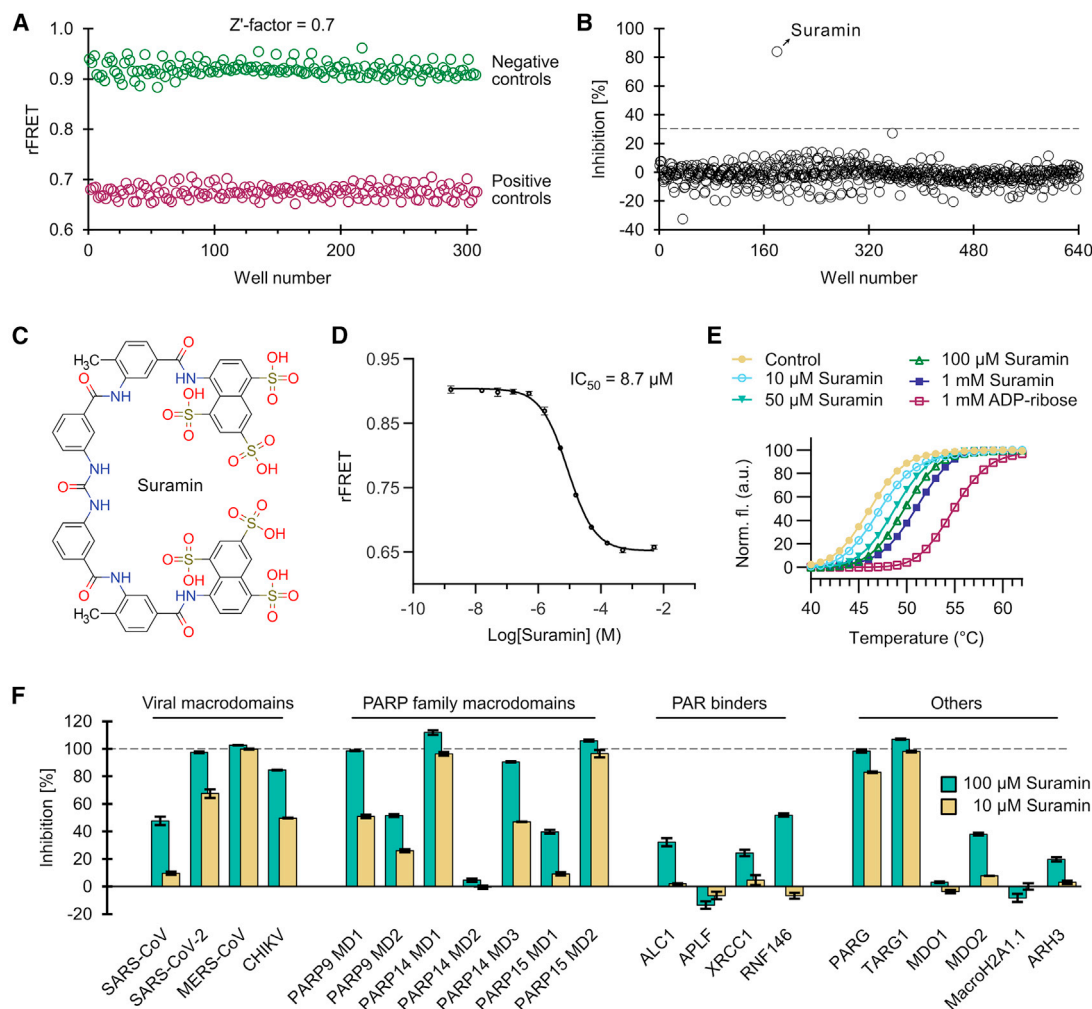 A
Z'-factor = 0.7
rFRET
1.0
0.9
0.8
0.7
0.6
Negative
controls
Positive
controls
0 100 200 300
Well number
B
Inhibition [%]
100
80
60
40
20
0
-20
-40
Suramin
0 160 320 480 640
Well number
C
H₃C
O
NH
O
NH
O
NH
NH
O
NH
H₃C
O
NH
O
S
OH
O
O
OH
O
S
O
O
S
O
OH
Suramin
O
S
OH
O
O
S
O
OH
OH
S
O
O
D
rFRET
0.95
0.85
0.75
0.65
IC₅₀ = 8.7 µM
-10 -8 -6 -4 -2 0
Log[Suramin] (M)
E
Control
10 µM Suramin
50 µM Suramin
100 µM Suramin
1 mM Suramin
1 mM ADP-ribose
Norm. fl. (a.u.)
100
80
60
40
20
0
40 45 50 55 60
Temperature (°C)
F
Viral macrodomains
PARP family macrodomains
PAR binders
Others
Inhibition [%]
120
100
80
60
40
20
0
-20
100 µM Suramin
10 µM Suramin
SARS-CoV
SARS-CoV-2
MERS-CoV
CHIKV
PARP9 MD1
PARP9 MD2
PARP14 MD1
PARP14 MD2
PARP14 MD3
PARP15 MD1
PARP15 MD2
ALC1
APLF
XRCC1
RNF146
PARG
TARG1
MDO1
MDO2
MacroH2A1.1
ARH3